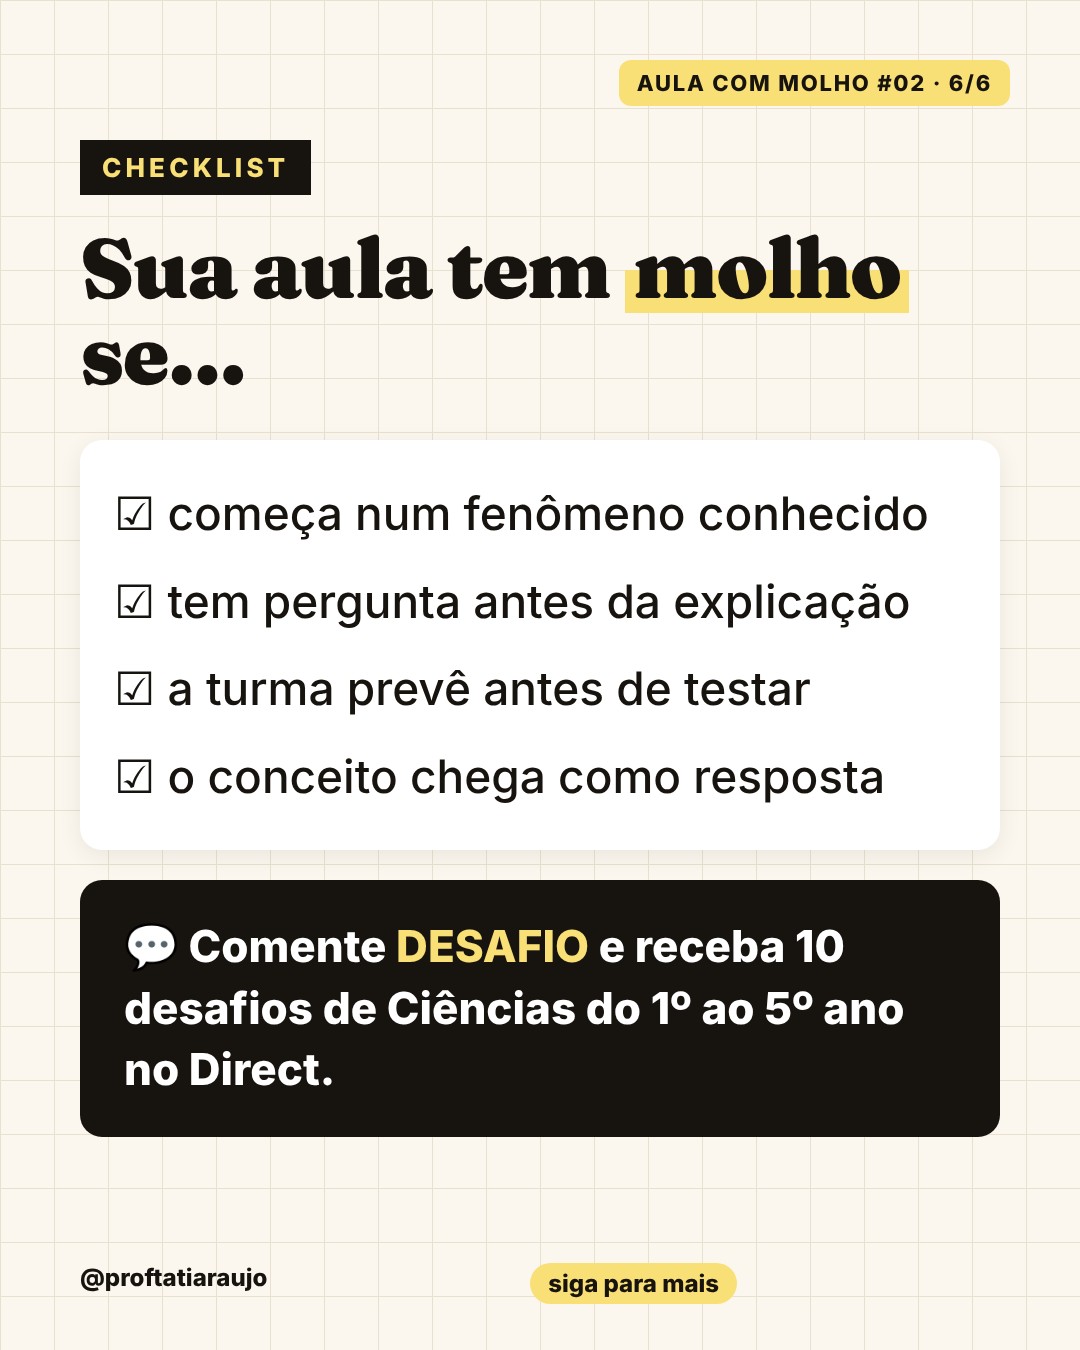 AULA COM MOLHO #02 · 6/6
CHECKLIST
Sua aula tem molho
se...
☑ começa num fenômeno conhecido
☑ tem pergunta antes da explicação
☑ a turma prevê antes de testar
☑ o conceito chega como resposta
💬 Comente DESAFIO e receba 10
desafios de Ciências do 1º ao 5º ano
no Direct.
@proftatiaraujo
siga para mais